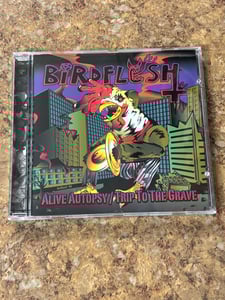 BIRDFLESH
ALIVE AUTOPSY/TRIP TO THE GRAVE